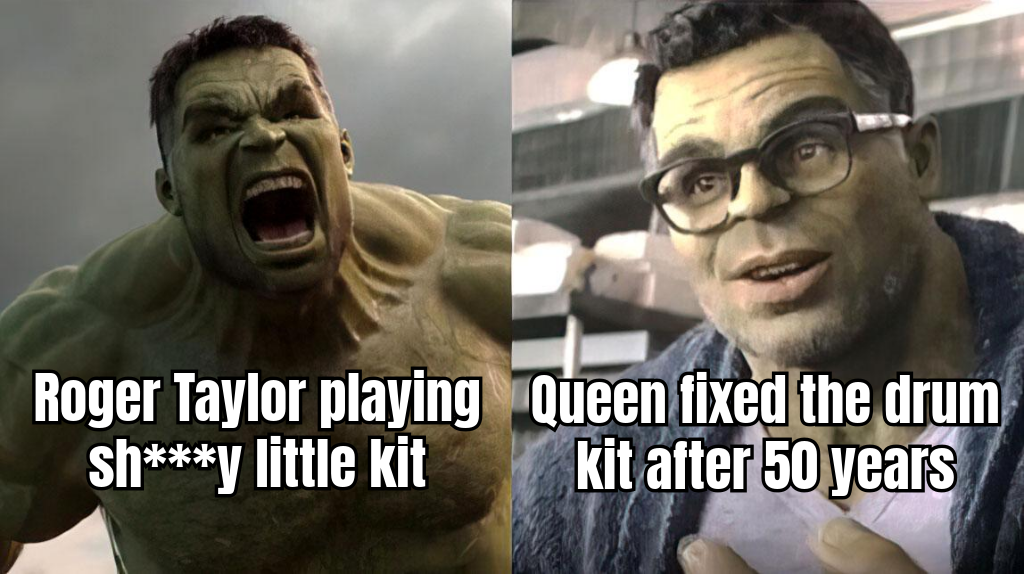 Roger Taylor playing
sh***y little kit
Queen fixed the drum
kit after 50 years